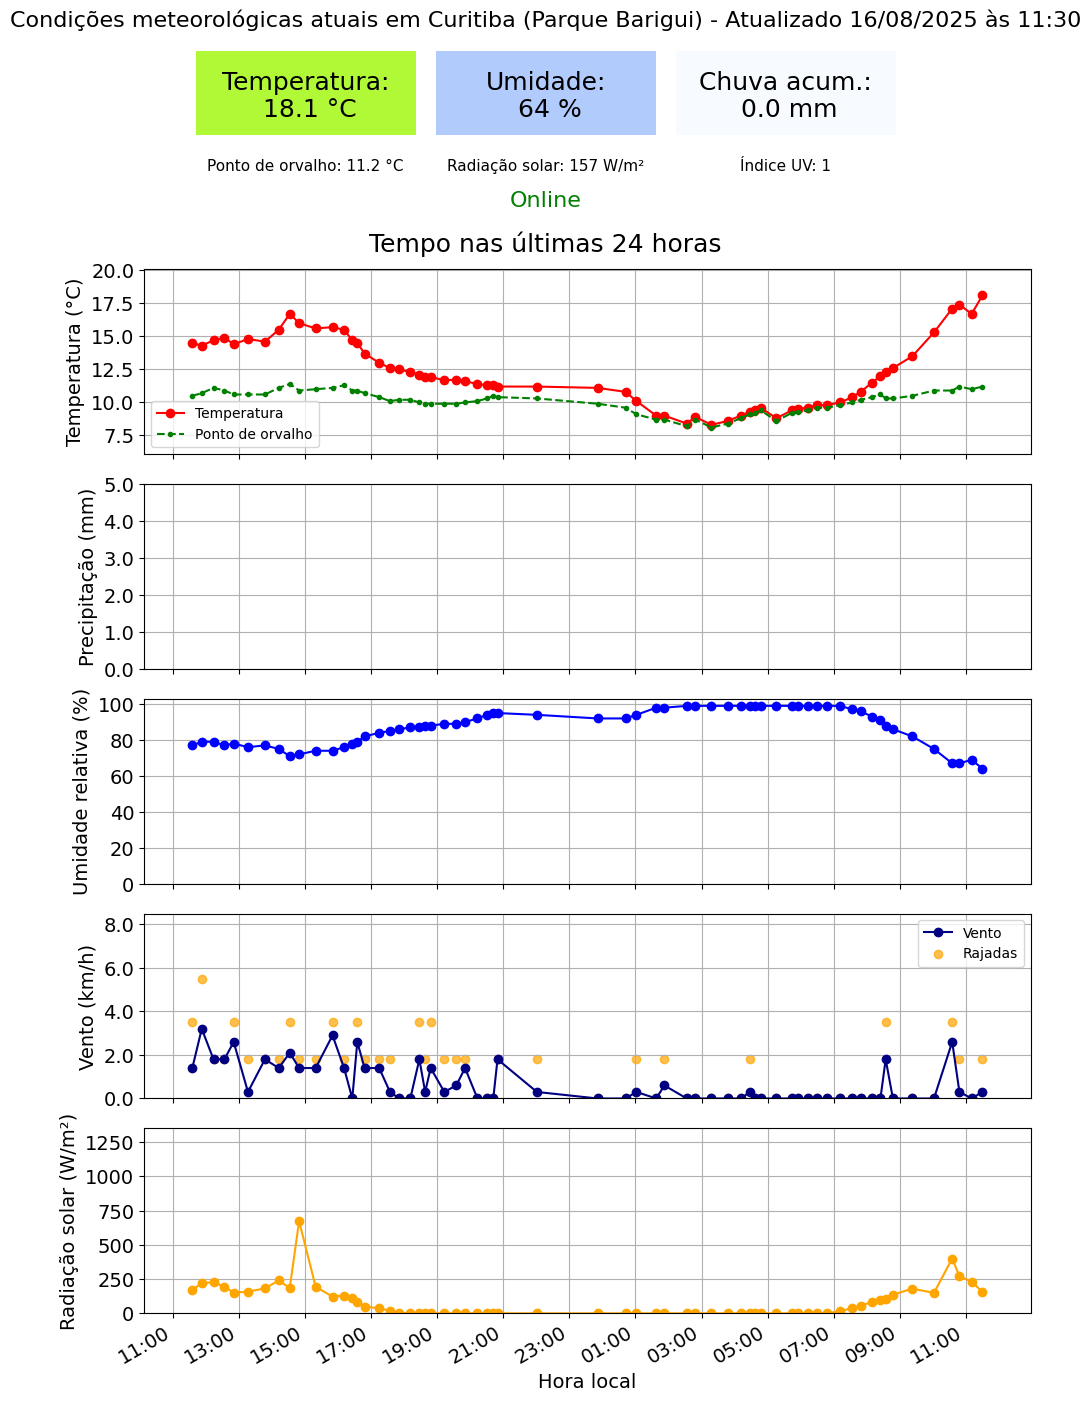 Condições meteorológicas atuais em Curitiba (Parque Barigui) - Atualizado 16/08/2025 às 11:30
Temperatura:
18.1 °C
Umidade:
64 %
Chuva acum.:
0.0 mm
Ponto de orvalho: 11.2 °C
Radiação solar: 157 W/m²
Índice UV: 1
Online
Tempo nas últimas 24 horas
Temperatura (°C)
20.0
17.5
15.0
12.5
10.0
7.5
Temperatura
Ponto de orvalho
Precipitação (mm)
5.0
4.0
3.0
2.0
1.0
0.0
Umidade relativa (%)
100
80
60
40
20
0
Vento (km/h)
8.0
6.0
4.0
2.0
0.0
Vento
Rajadas
Radiação solar (W/m²)
1250
1000
750
500
250
0
11:00
13:00
15:00
17:00
19:00
21:00
23:00
01:00
03:00
05:00
07:00
09:00
11:00
Hora local